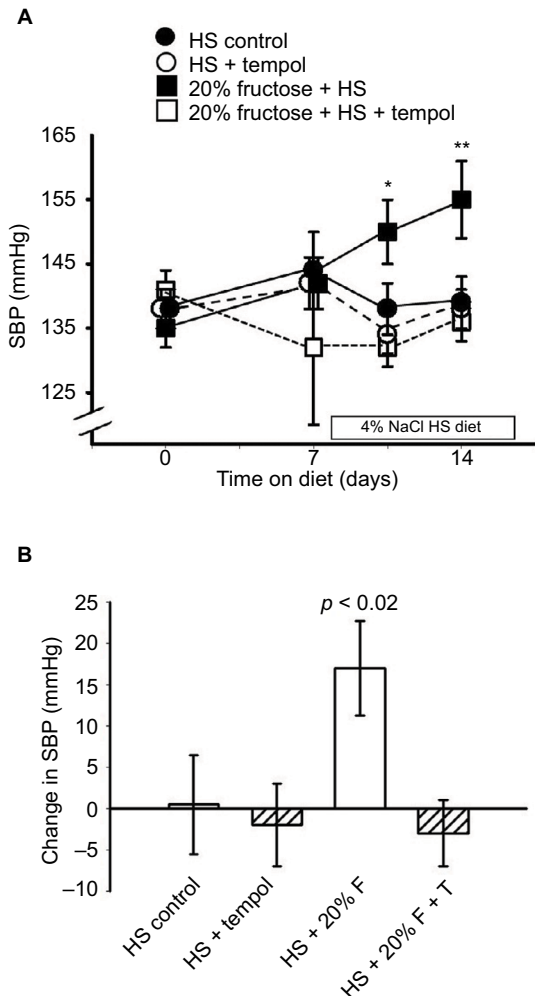 A
HS control
HS + tempol
20% fructose + HS
20% fructose + HS + tempol
165
155
145
135
125
SBP (mmHg)
*
**
4% NaCl HS diet
0 7 14
Time on diet (days)
B
25
20
15
10
5
0
–5
–10
Change in SBP (mmHg)
p < 0.02
HS control
HS + tempol
HS + 20% F
HS + 20% F + T